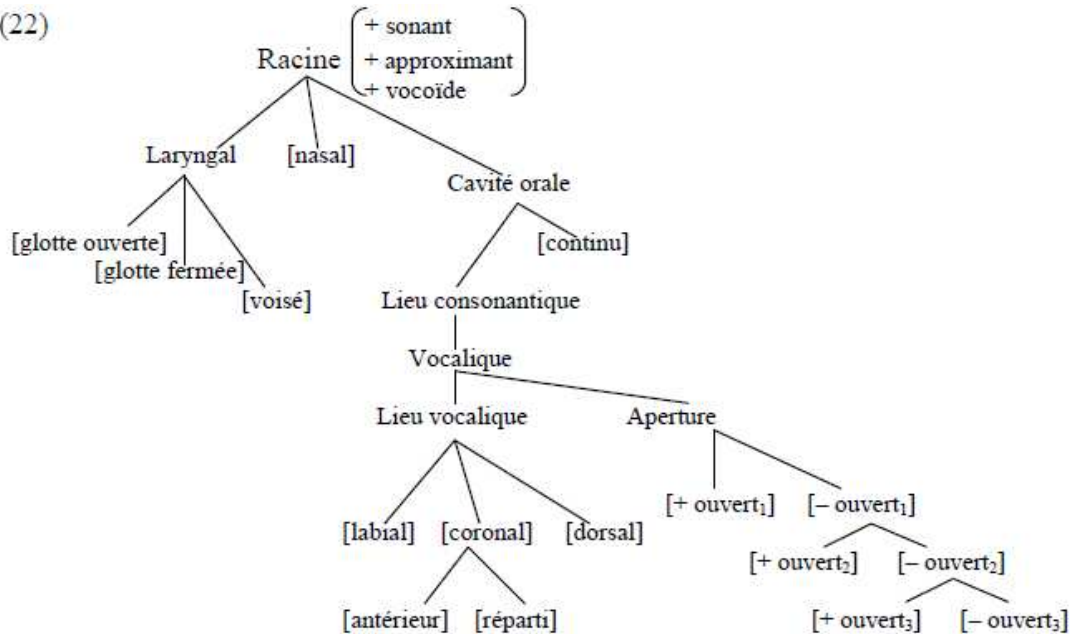 (22)
+ sonant
Racine + approximant
+ vocoïde
Laryngal [nasal]
Cavité orale
[glotte ouverte] [continu]
[glotte fermée]
[voisé] Lieu consonantique
Vocalique
Lieu vocalique Aperture
[+ ouvert₁] [– ouvert₁]
[labial] [coronal] [dorsal]
[+ ouvert₂] [– ouvert₂]
[antérieur] [réparti] [+ ouvert₃] [– ouvert₃]